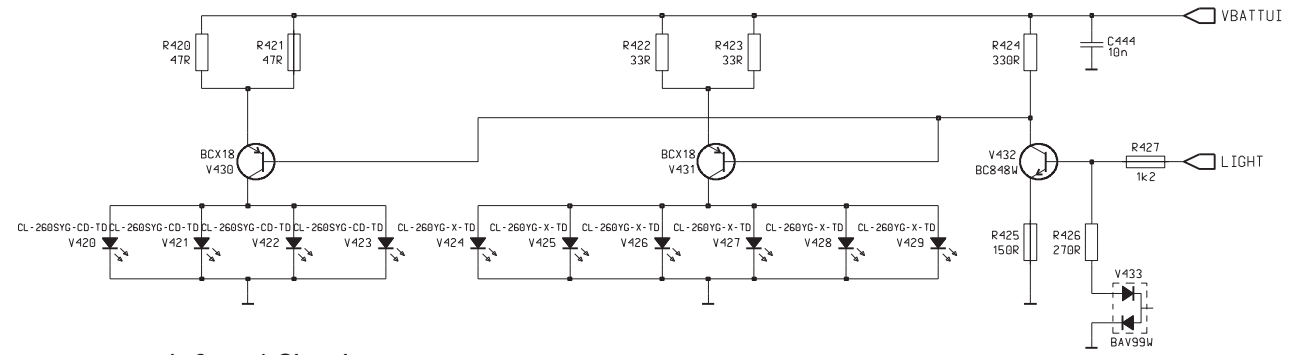 VBATTUI
R420
47R
R421
47R
R422
33R
R423
33R
R424
330R
C444
10n
BCX18
V430
BCX18
V431
V432
BC848W
R427
1k2
LIGHT
CL-260SYG-CD-TD
V420
CL-260SYG-CD-TD
V421
CL-260SYG-CD-TD
V422
CL-260SYG-CD-TD
V423
CL-260YG-X-TD
V424
CL-260YG-X-TD
V425
CL-260YG-X-TD
V426
CL-260YG-X-TD
V427
CL-260YG-X-TD
V428
CL-260YG-X-TD
V429
R425
150R
R426
270R
V433
BAV99W